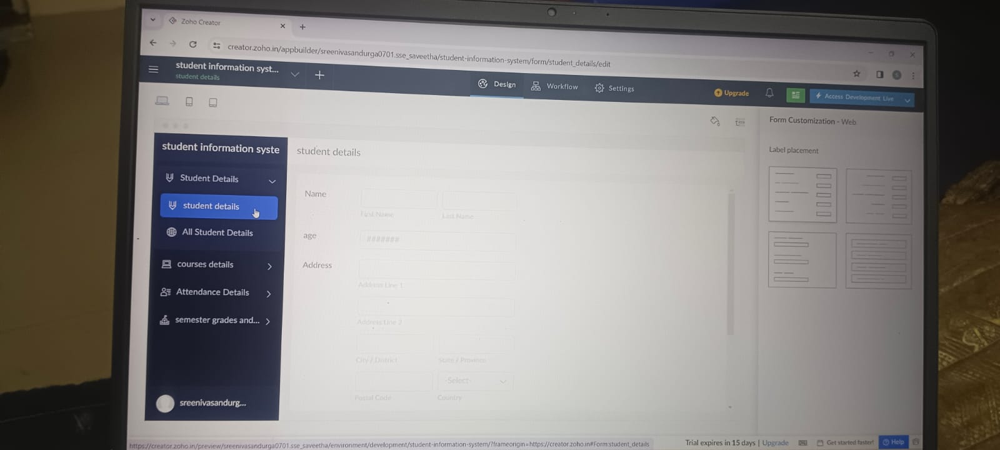 Zoho Creator
creator.zoho.in/appbuilder/sreenivasandurga0701.sse_saveetha/student-information-system/form/student_details/edit
student information syst...
student details
Design
Workflow
Settings
Upgrade
Access Development Live
Form Customization - Web
Label placement
student information syste
Student Details
student details
All Student Details
courses details
Attendance Details
semester grades and...
sreenivasandurg...
student details
Name
First Name
Last Name
age
#######
Address
Address Line 1
Address Line 2
City / District
State / Province
-Select-
Postal Code
Country
https://creator.zoho.in/preview/sreenivasandurga0701.sse_saveetha/environment/development/student-information-system/?frameorigin=https://creator.zoho.in#Form:student_details
Trial expires in 15 days | Upgrade
Get started faster!
Help